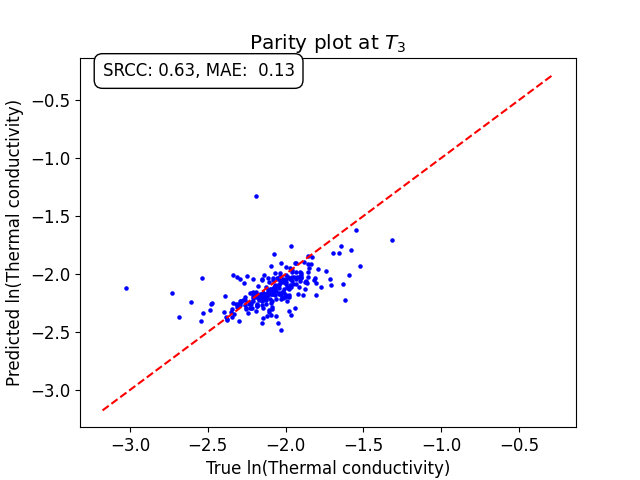 Parity plot at $T_3$
SRCC: 0.63, MAE:  0.13
Predicted ln(Thermal conductivity)
−0.5
−1.0
−1.5
−2.0
−2.5
−3.0
−3.0 −2.5 −2.0 −1.5 −1.0 −0.5
True ln(Thermal conductivity)